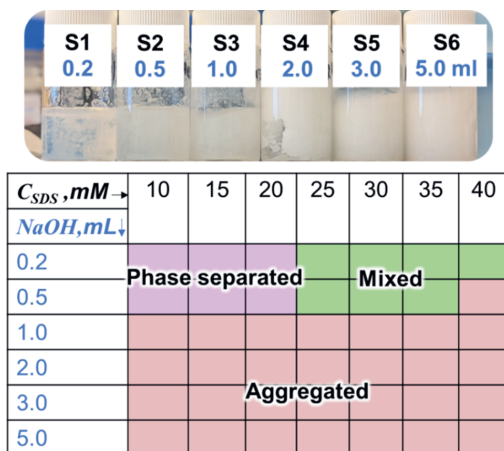 S1 S2 S3 S4 S5 S6
0.2 0.5 1.0 2.0 3.0 5.0 ml
C_SDS ,mM→ 10 15 20 25 30 35 40
NaOH,mL↓
0.2
Phase separated Mixed
0.5
1.0
2.0
Aggregated
3.0
5.0